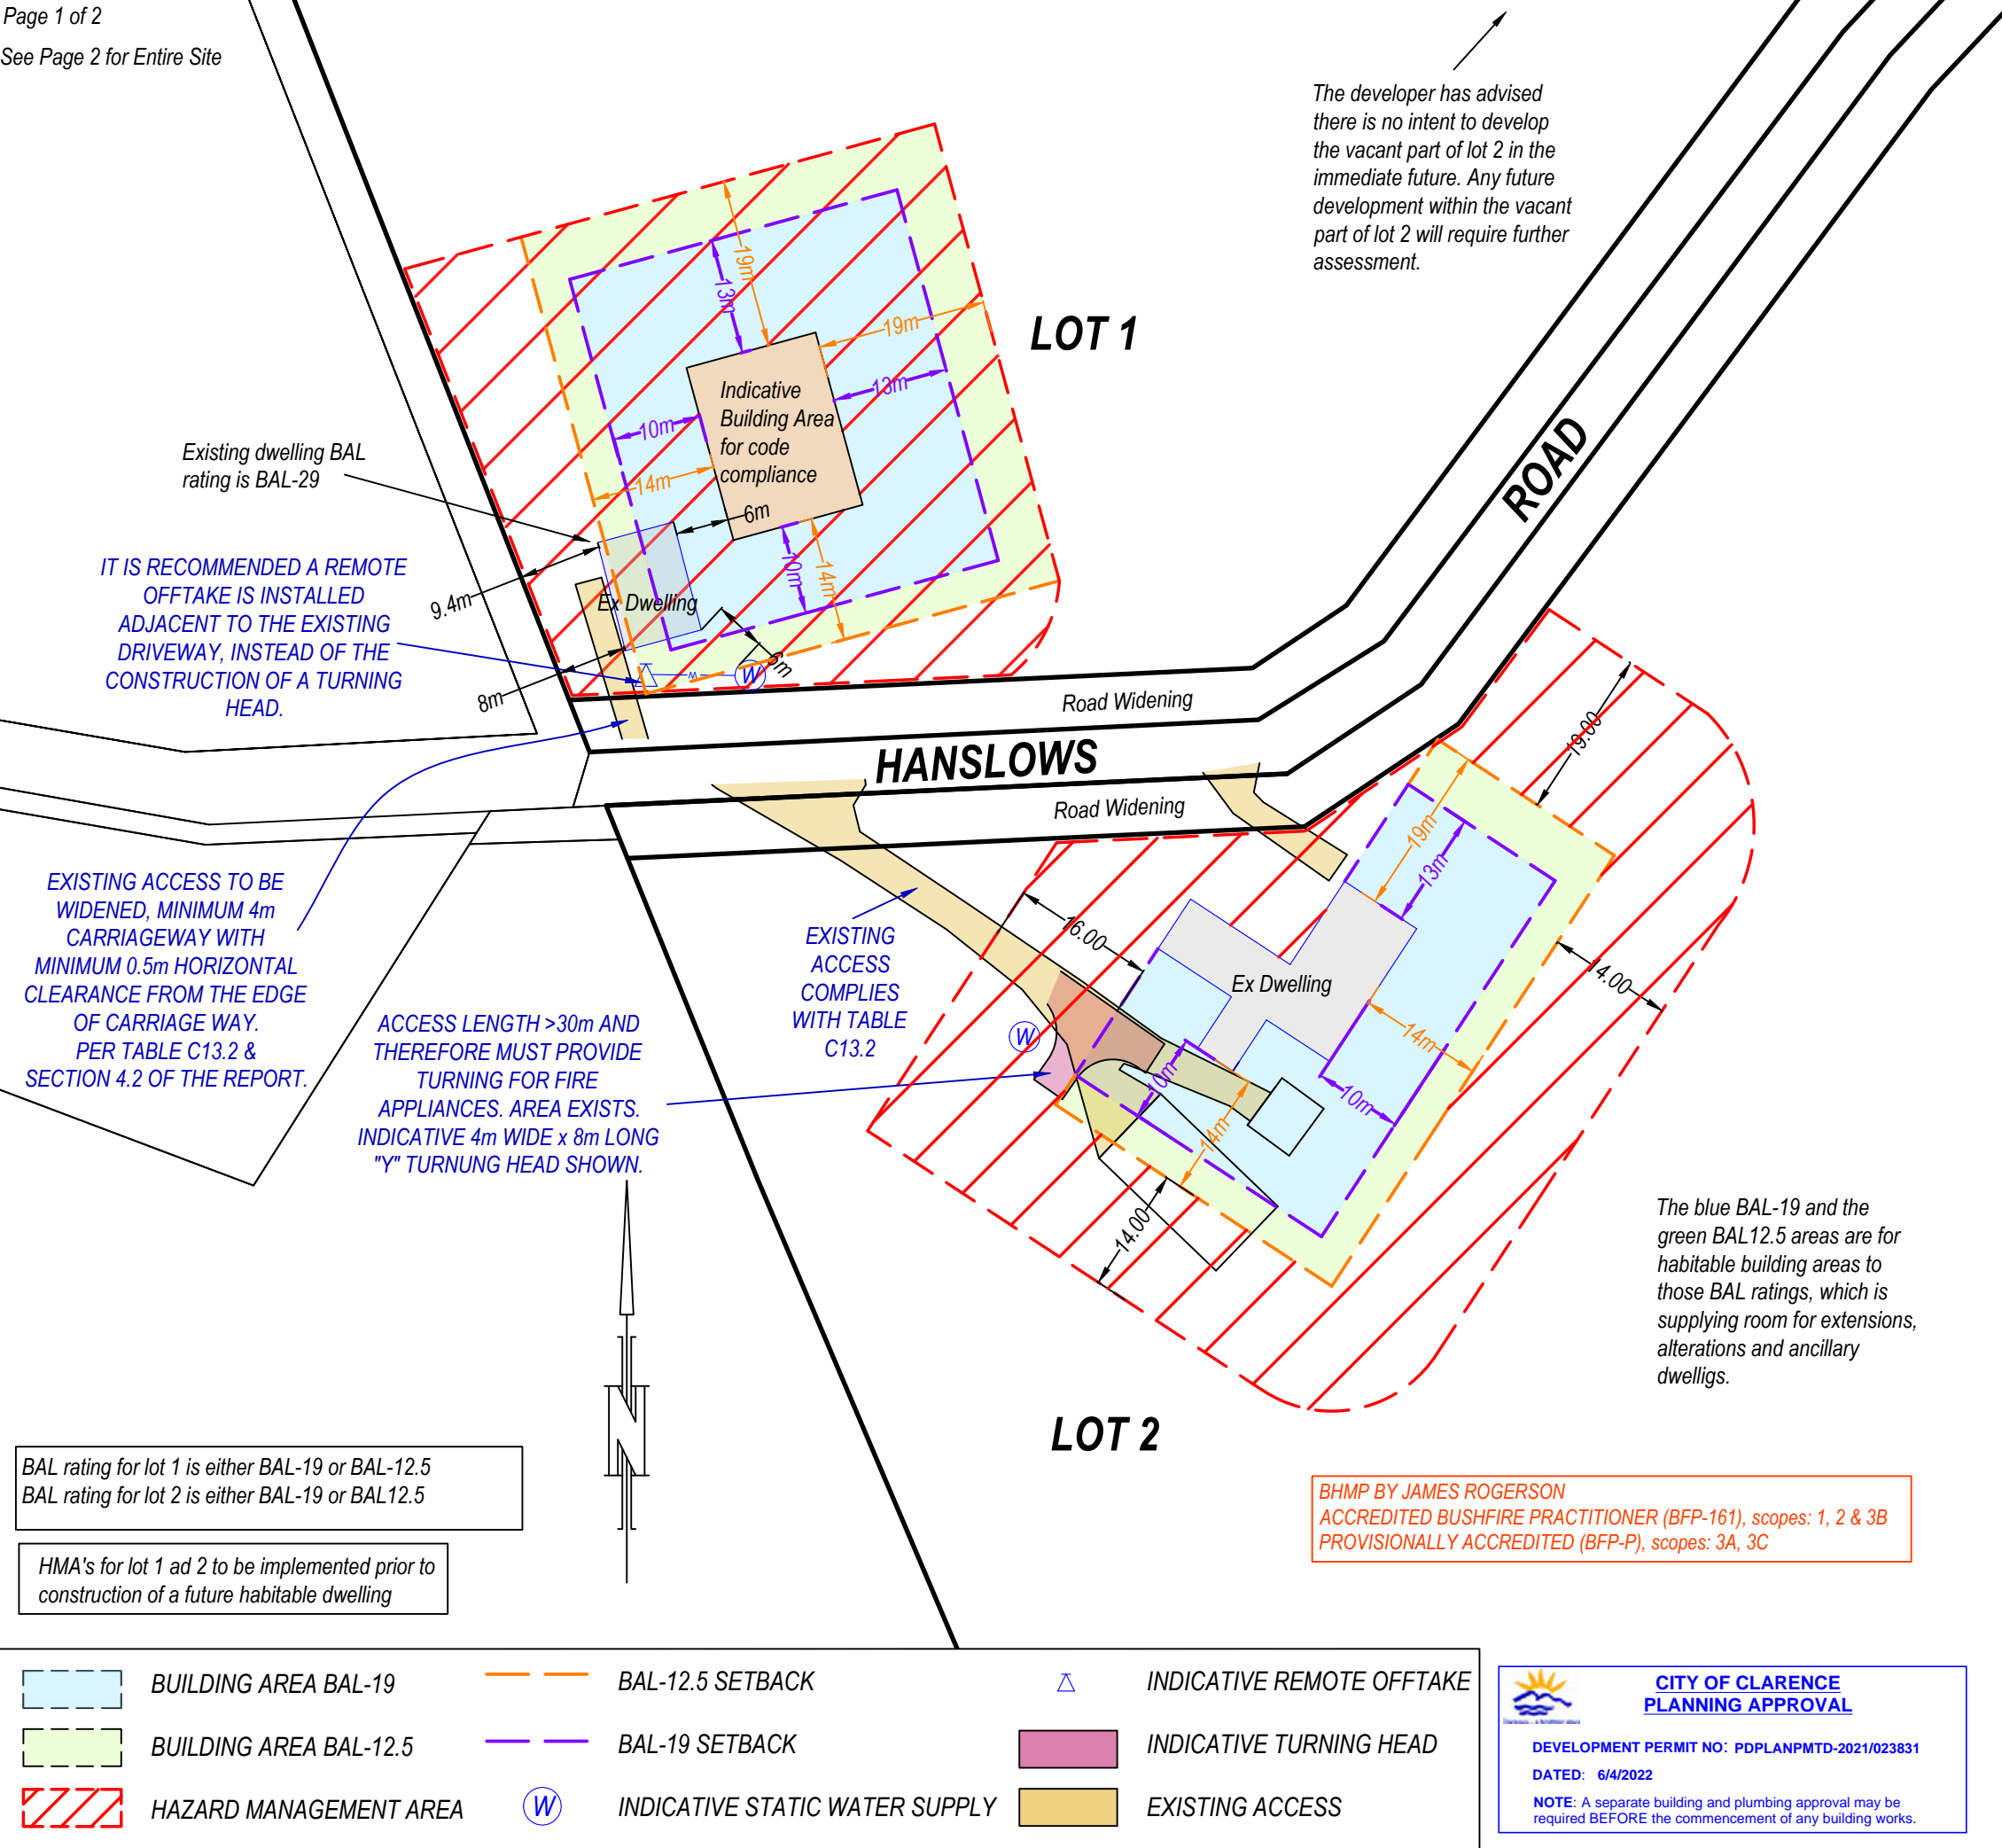 Page 1 of 2
See Page 2 for Entire Site
The developer has advised
there is no intent to develop
the vacant part of lot 2 in the
immediate future. Any future
development within the vacant
part of lot 2 will require further
assessment.
LOT 1
19m
13m
19m
13m
Indicative
Building Area
for code
compliance
10m
14m
6m
10m
14m
Existing dwelling BAL
rating is BAL-29
Ex Dwelling
9.4m
8m
6m
W
W
IT IS RECOMMENDED A REMOTE
OFFTAKE IS INSTALLED
ADJACENT TO THE EXISTING
DRIVEWAY, INSTEAD OF THE
CONSTRUCTION OF A TURNING
HEAD.
Road Widening
HANSLOWS
ROAD
Road Widening
EXISTING ACCESS TO BE
WIDENED, MINIMUM 4m
CARRIAGEWAY WITH
MINIMUM 0.5m HORIZONTAL
CLEARANCE FROM THE EDGE
OF CARRIAGE WAY.
PER TABLE C13.2 &
SECTION 4.2 OF THE REPORT.
EXISTING
ACCESS
COMPLIES
WITH TABLE
C13.2
ACCESS LENGTH >30m AND
THEREFORE MUST PROVIDE
TURNING FOR FIRE
APPLIANCES. AREA EXISTS.
INDICATIVE 4m WIDE x 8m LONG
"Y" TURNUNG HEAD SHOWN.
19.00
19m
13m
16.00
Ex Dwelling
14.00
14m
10m
W
10m
14m
14.00
The blue BAL-19 and the
green BAL12.5 areas are for
habitable building areas to
those BAL ratings, which is
supplying room for extensions,
alterations and ancillary
dwelligs.
N
LOT 2
BAL rating for lot 1 is either BAL-19 or BAL-12.5
BAL rating for lot 2 is either BAL-19 or BAL12.5
HMA's for lot 1 ad 2 to be implemented prior to
construction of a future habitable dwelling
BHMP BY JAMES ROGERSON
ACCREDITED BUSHFIRE PRACTITIONER (BFP-161), scopes: 1, 2 & 3B
PROVISIONALLY ACCREDITED (BFP-P), scopes: 3A, 3C
BUILDING AREA BAL-19
BUILDING AREA BAL-12.5
HAZARD MANAGEMENT AREA
BAL-12.5 SETBACK
BAL-19 SETBACK
W INDICATIVE STATIC WATER SUPPLY
INDICATIVE REMOTE OFFTAKE
INDICATIVE TURNING HEAD
EXISTING ACCESS
CITY OF CLARENCE
PLANNING APPROVAL
DEVELOPMENT PERMIT NO: PDPLANPMTD-2021/023831
DATED: 6/4/2022
NOTE: A separate building and plumbing approval may be
required BEFORE the commencement of any building works.